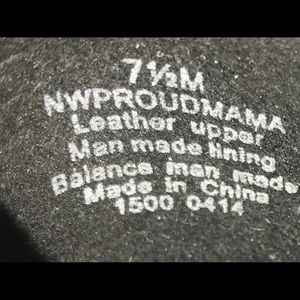 7½M
NWPROUDMAMA
Leather upper
Man made lining
Balance man made
Made in China
1500 0414